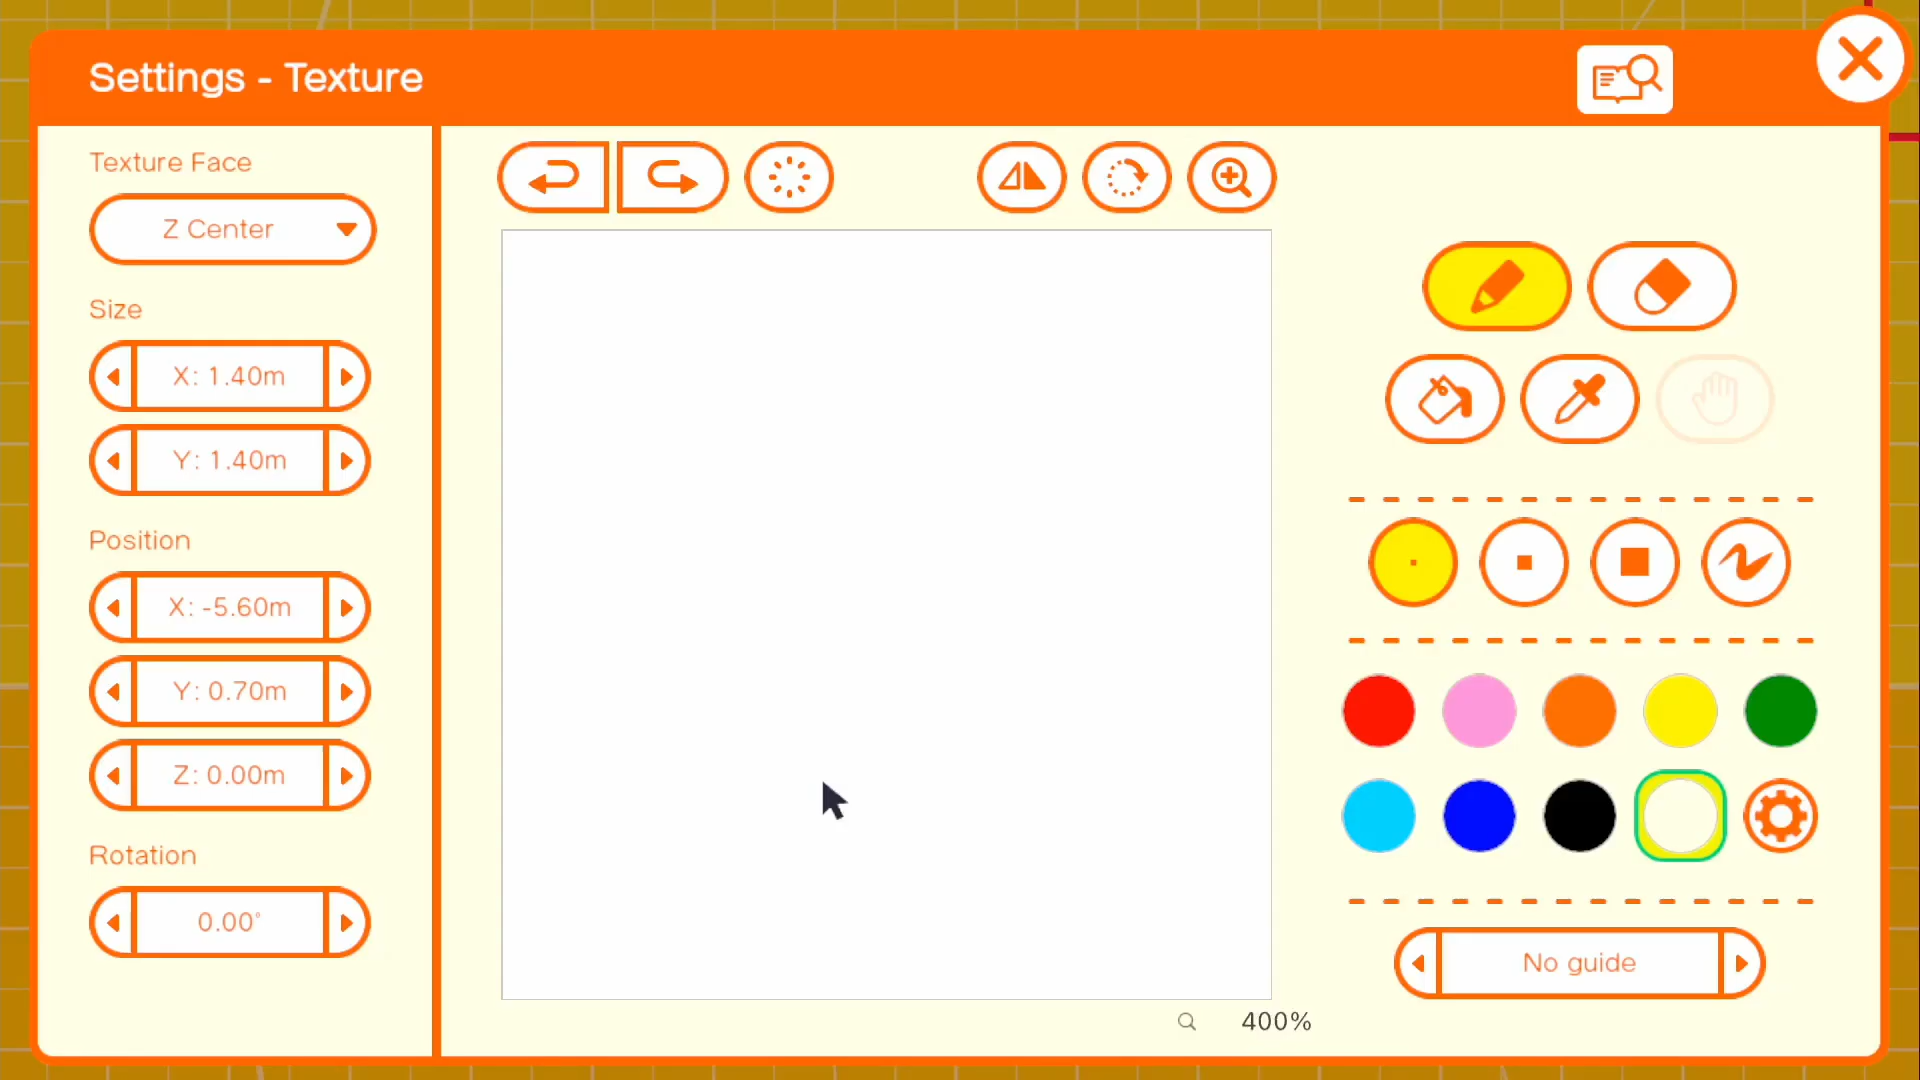 Settings - Texture
Texture Face
Z Center
Size
X: 1.40m
Y: 1.40m
Position
X: -5.60m
Y: 0.70m
Z: 0.00m
Rotation
0.00°
No guide
400%